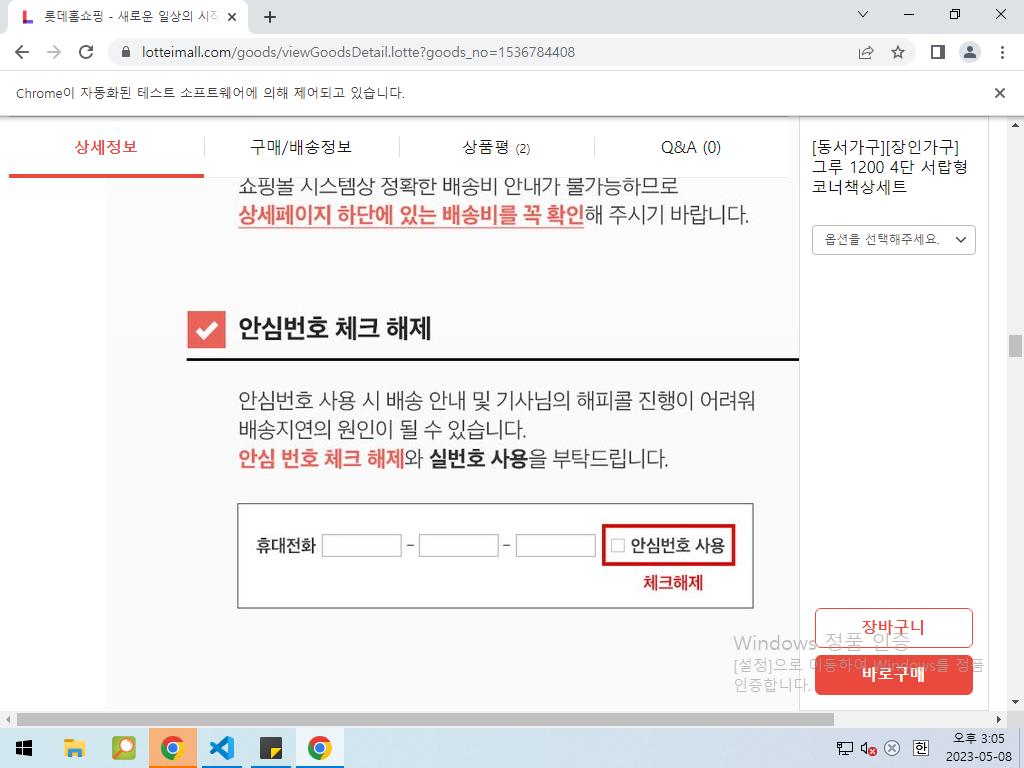 롯데홈쇼핑 - 새로운 일상의 시작
lotteimall.com/goods/viewGoodsDetail.lotte?goods_no=1536784408
Chrome이 자동화된 테스트 소프트웨어에 의해 제어되고 있습니다.
상세정보
구매/배송정보
상품평 (2)
Q&A (0)
쇼핑몰 시스템상 정확한 배송비 안내가 불가능하므로
상세페이지 하단에 있는 배송비를 꼭 확인해 주시기 바랍니다.
안심번호 체크 해제
안심번호 사용 시 배송 안내 및 기사님의 해피콜 진행이 어려워
배송지연의 원인이 될 수 있습니다.
안심 번호 체크 해제와 실번호 사용을 부탁드립니다.
휴대전화 - - 안심번호 사용
체크해제
[동서가구][장인가구]
그루 1200 4단 서랍형
코너책상세트
옵션을 선택해주세요.
장바구니
바로구매
Windows 정품 인증
[설정]으로 이동하여 Windows를 정품
인증합니다.
한
오후 3:05
2023-05-08